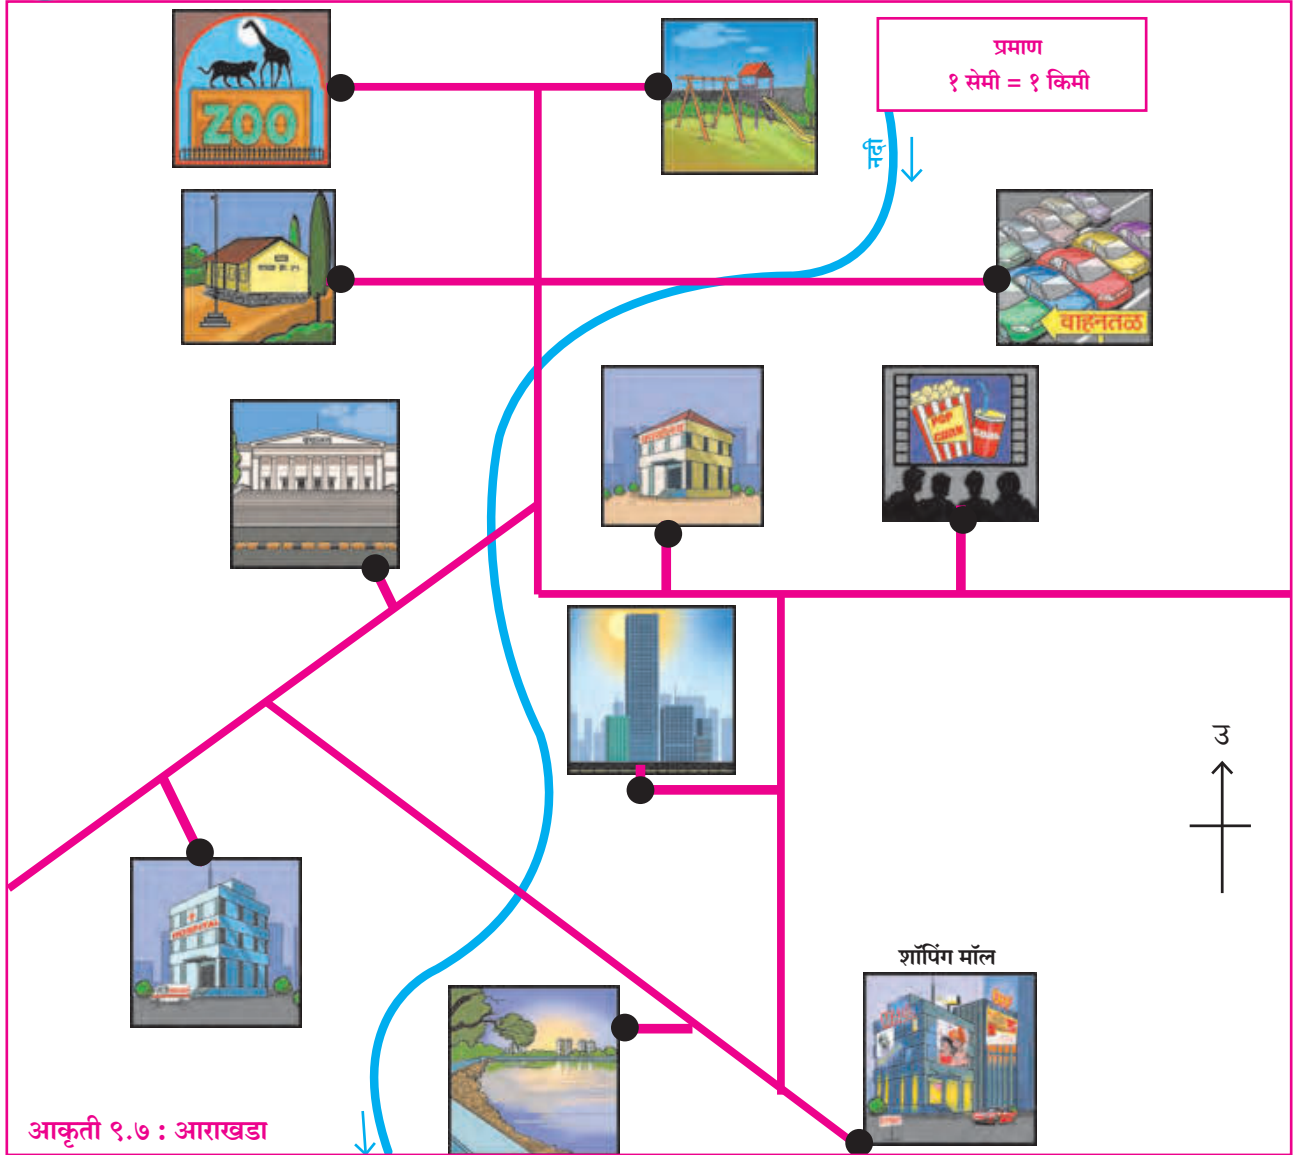 ZOO
प्रमाण
१ सेमी = १ किमी
नदी
वाहनतळ
POP
CORN
उ
HOSPITAL
शॉपिंग मॉल
आकृती ९.७ : आराखडा